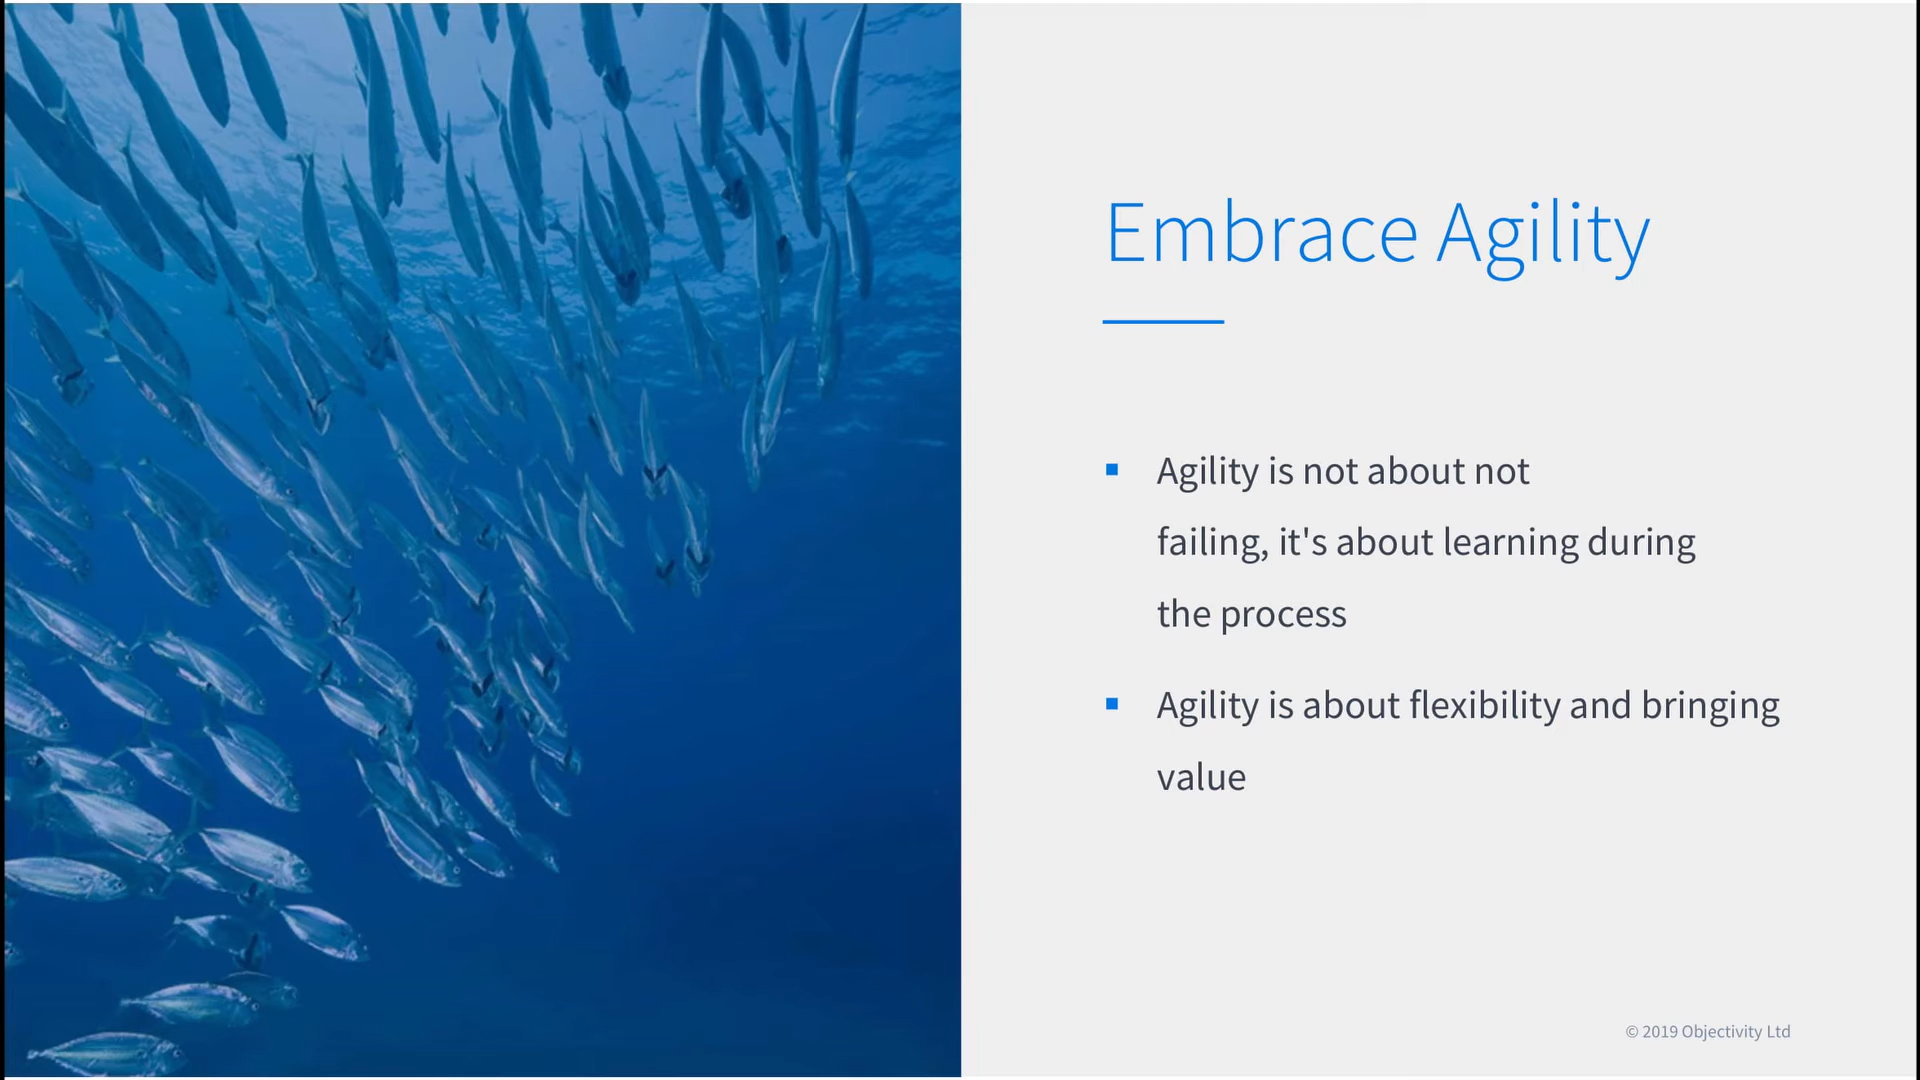 Embrace Agility
Agility is not about not
failing, it's about learning during
the process
Agility is about flexibility and bringing
value
© 2019 Objectivity Ltd